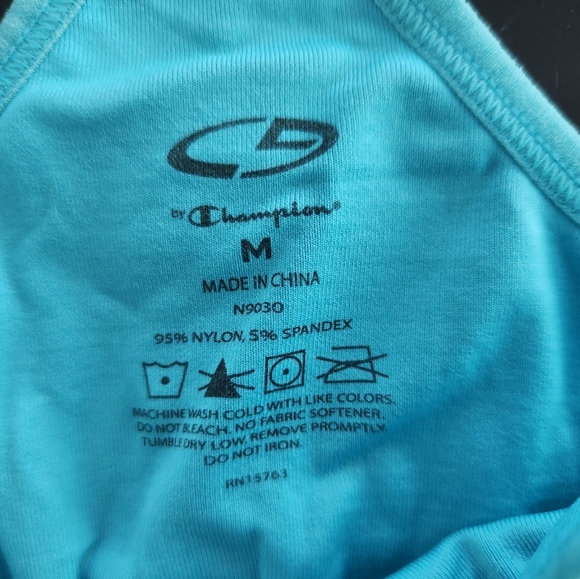 C9
BY Champion®
M
MADE IN CHINA
N9030
95% NYLON, 5% SPANDEX
MACHINE WASH COLD WITH LIKE COLORS.
DO NOT BLEACH. NO FABRIC SOFTENER.
TUMBLE DRY LOW. REMOVE PROMPTLY
DO NOT IRON.
RN15763